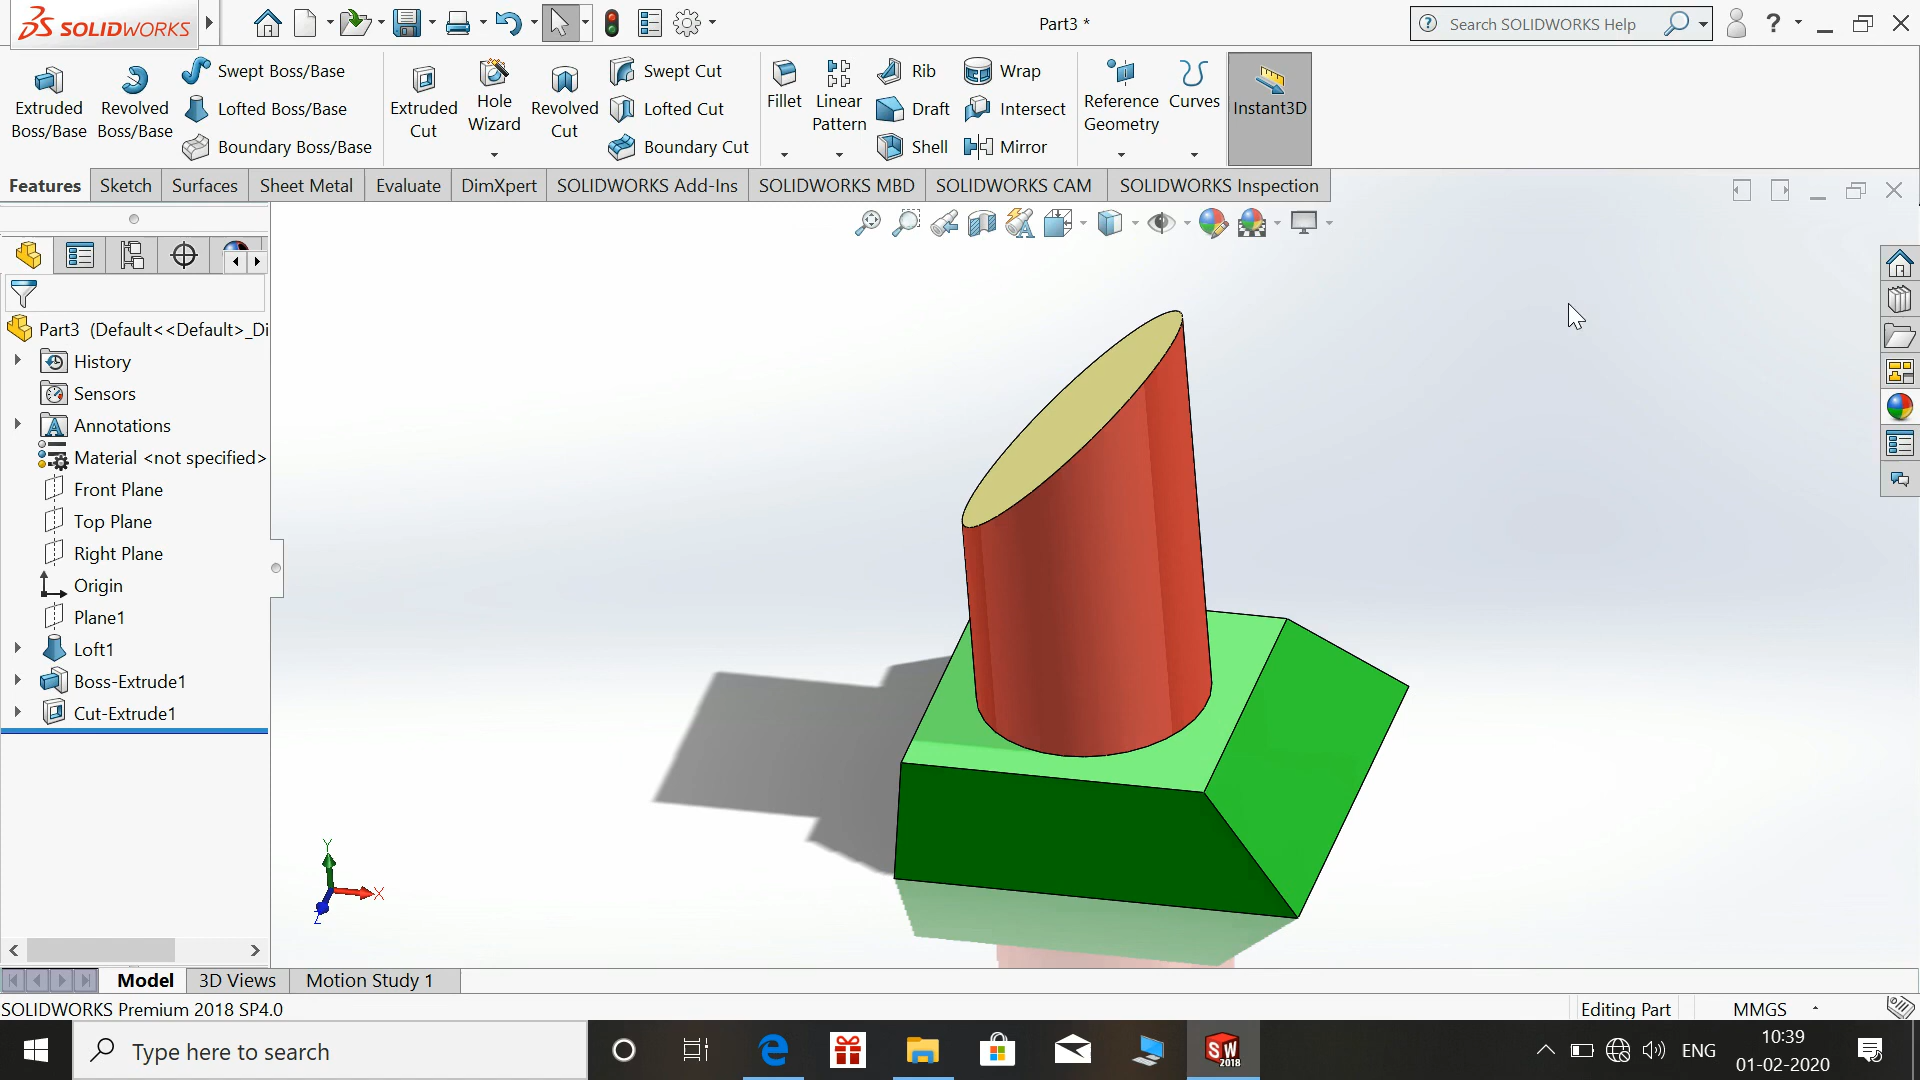 SOLIDWORKS
Part3 *
Search SOLIDWORKS Help
Extruded Boss/Base
Revolved Boss/Base
Swept Boss/Base
Lofted Boss/Base
Boundary Boss/Base
Extruded Cut
Hole Wizard
Revolved Cut
Swept Cut
Lofted Cut
Boundary Cut
Fillet
Linear Pattern
Rib
Draft
Shell
Wrap
Intersect
Mirror
Reference Geometry
Curves
Instant3D
Features
Sketch
Surfaces
Sheet Metal
Evaluate
DimXpert
SOLIDWORKS Add-Ins
SOLIDWORKS MBD
SOLIDWORKS CAM
SOLIDWORKS Inspection
Part3 (Default<<Default>_Di
History
Sensors
Annotations
Material <not specified>
Front Plane
Top Plane
Right Plane
Origin
Plane1
Loft1
Boss-Extrude1
Cut-Extrude1
Y
X
Z
Model
3D Views
Motion Study 1
SOLIDWORKS Premium 2018 SP4.0
Editing Part
MMGS
Type here to search
SW
2018
ENG
10:39
01-02-2020